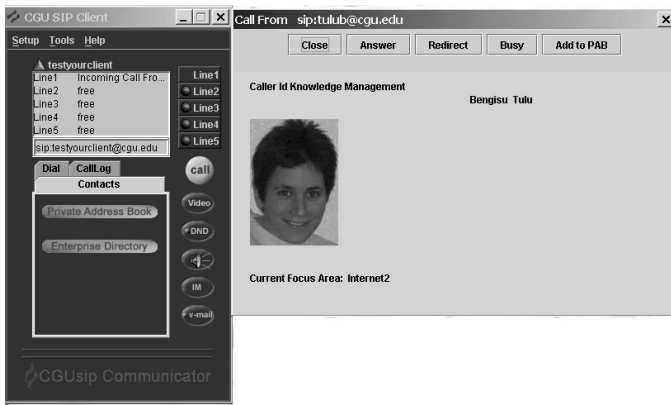 CGU SIP Client
Setup Tools Help
testyourclient
Line1 Incoming Call Fro...
Line2 free
Line3 free
Line4 free
Line5 free
sip:testyourclient@cgu.edu
Line1
Line2
Line3
Line4
Line5
Dial CallLog
Contacts
call
Private Address Book
Enterprise Directory
Video
DND
IM
v-mail
CGUsip Communicator
Call From sip:tulub@cgu.edu
Close Answer Redirect Busy Add to PAB
Caller Id Knowledge Management
Bengisu Tulu
Current Focus Area: Internet2